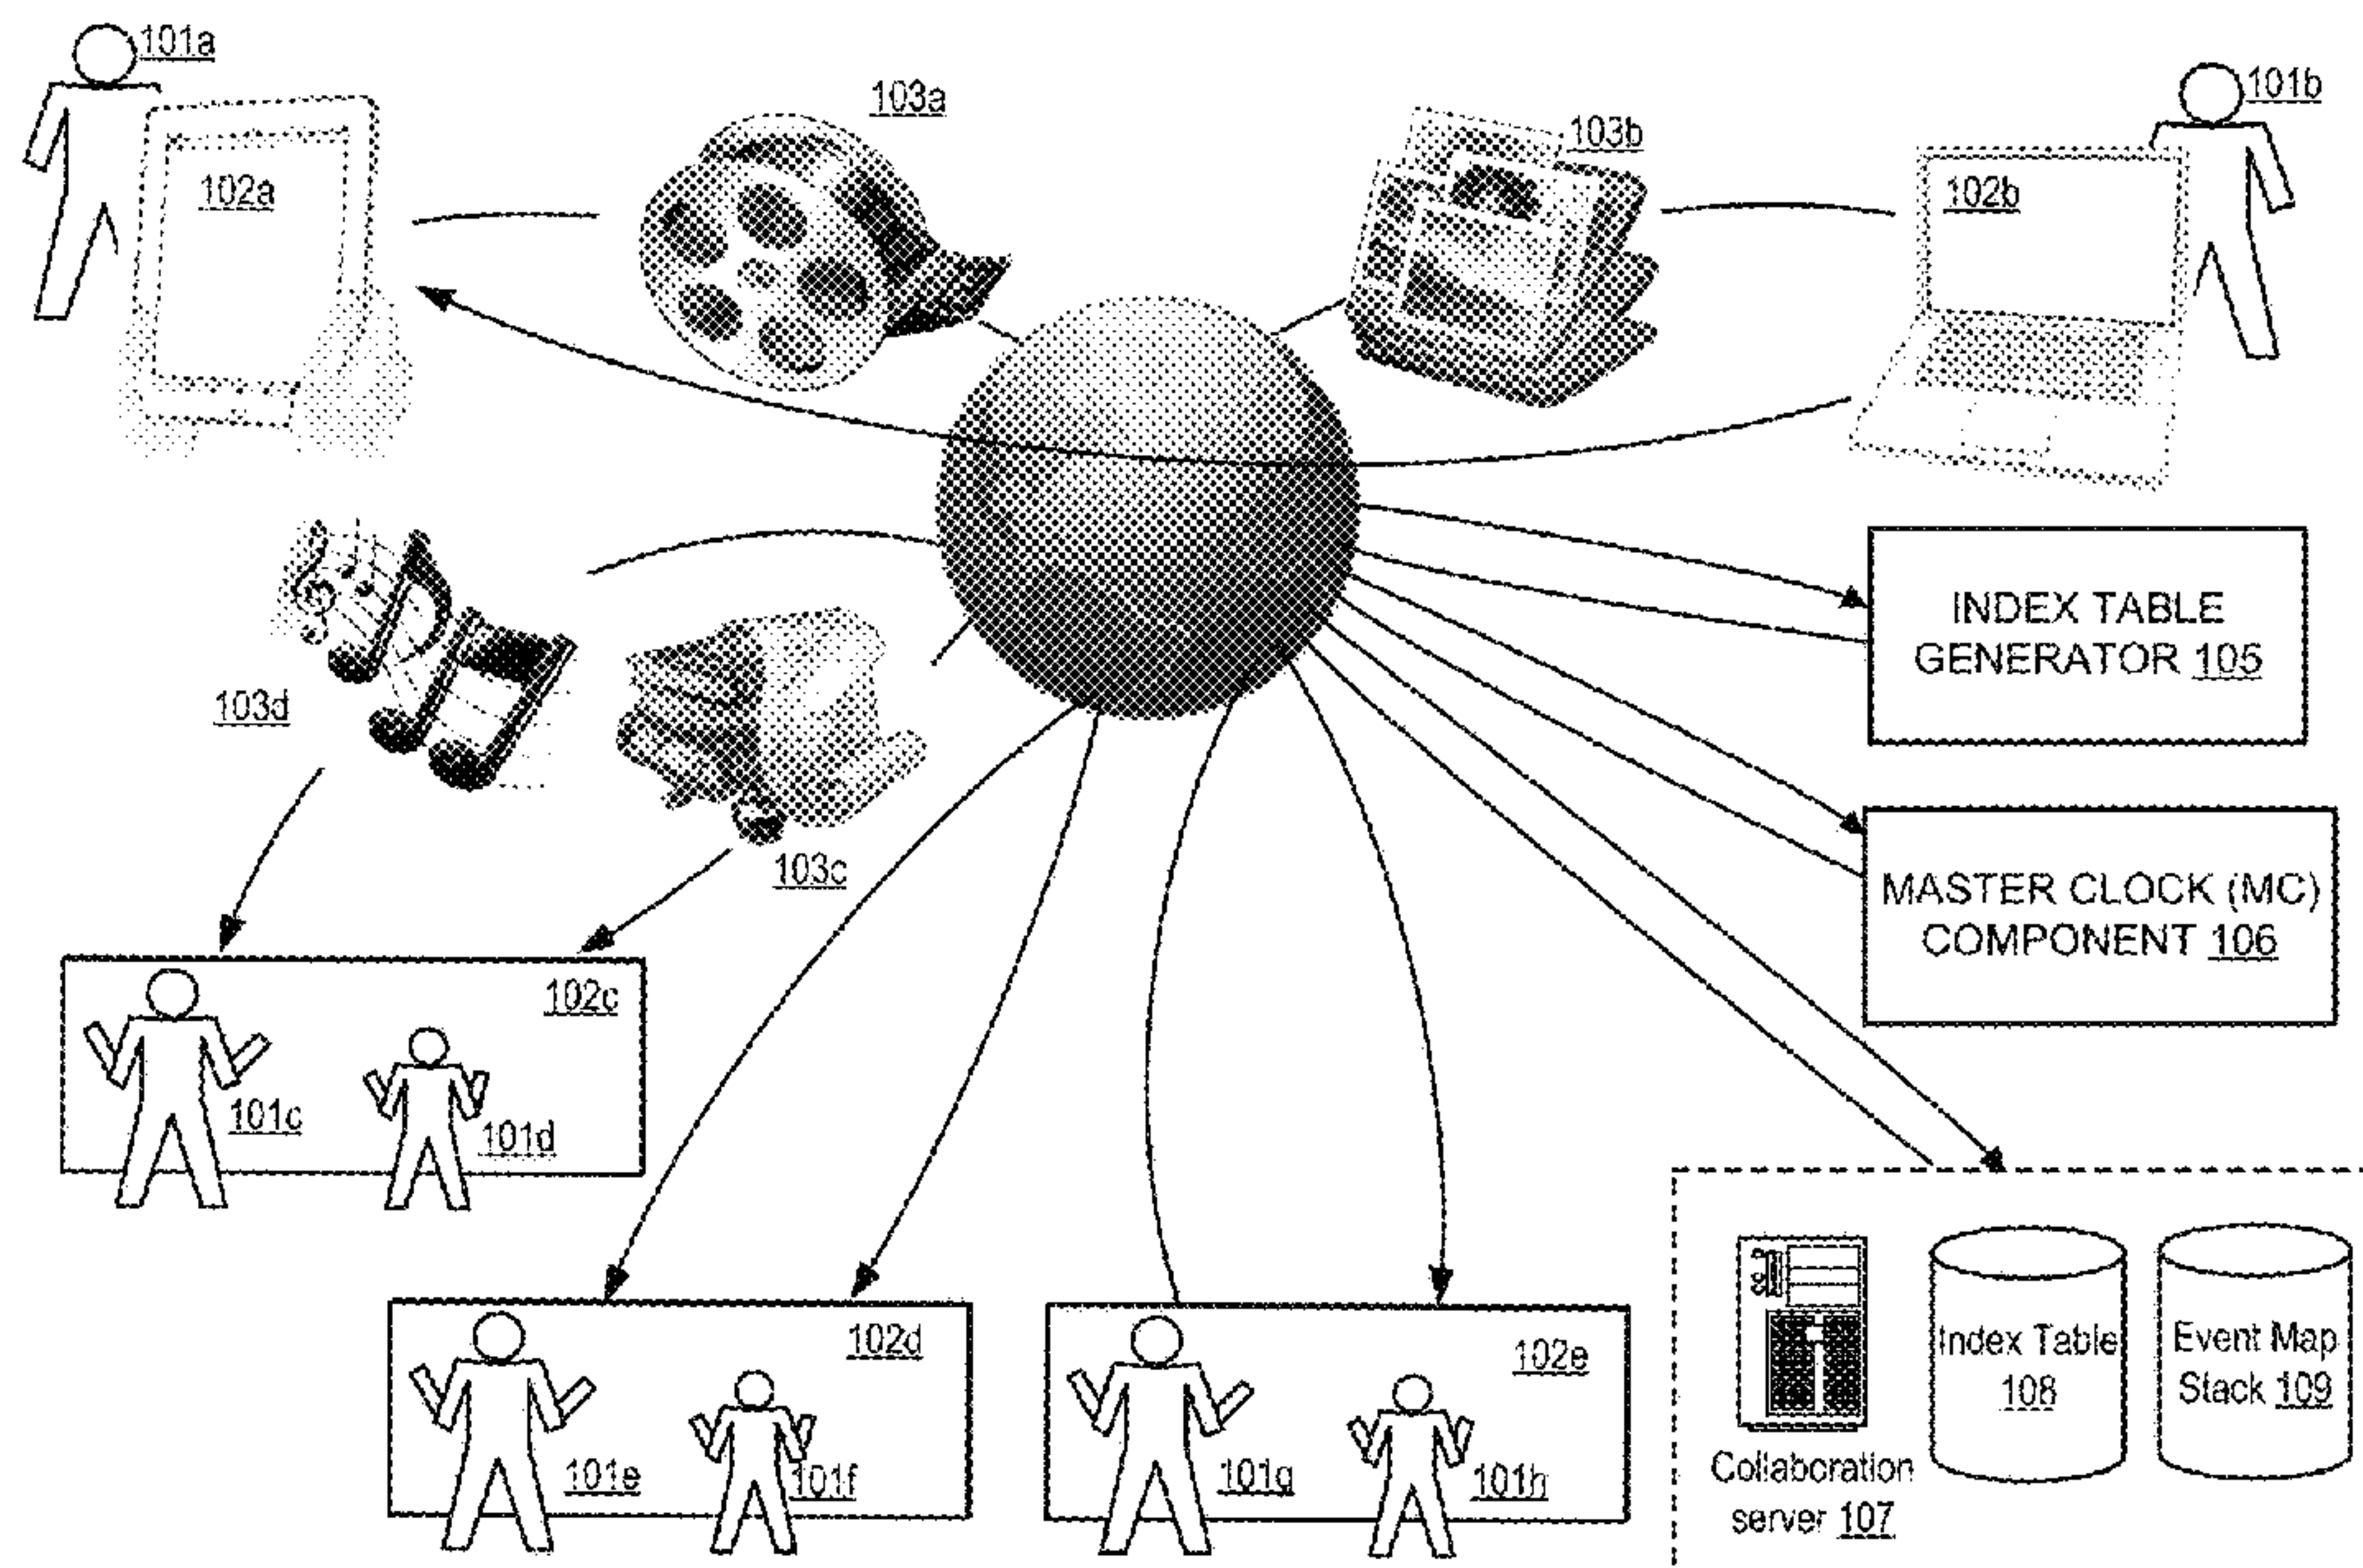 101a
103a
103b
101b
102a
102b
INDEX TABLE
GENERATOR 105
103d
103c
MASTER CLOCK (MC)
COMPONENT 106
102c
101c
101d
102d
101e
101f
102e
101g
101h
Index Table
108
Event Map
Stack 109
Collaboration
server 107